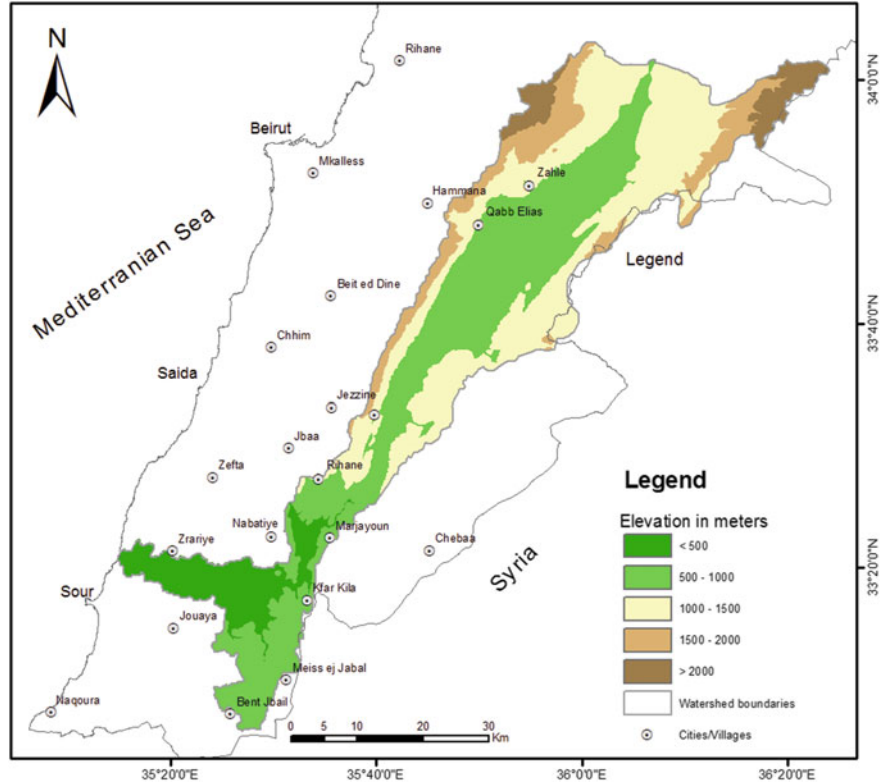 N
Rihane
34°0'0"N
Beirut
Mkalless
Zahle
Hammana
Qabb Elias
Mediterranian Sea
Legend
Beit ed Dine
33°40'0"N
Chhim
Saida
Jezzine
Jbaa
Rihane
Zefta
Legend
Elevation in meters
Nabatiye
Marjayoun
Zrariye
Chebaa
< 500
Syria
33°20'0"N
500 - 1000
Sour
Kfar Kila
Jouaya
1000 - 1500
1500 - 2000
Meiss ej Jabal
> 2000
Naqoura
Bent Jbail
Watershed boundaries
0 5 10 20 30
Km
Cities/Villages
35°20'0"E 35°40'0"E 36°0'0"E 36°20'0"E